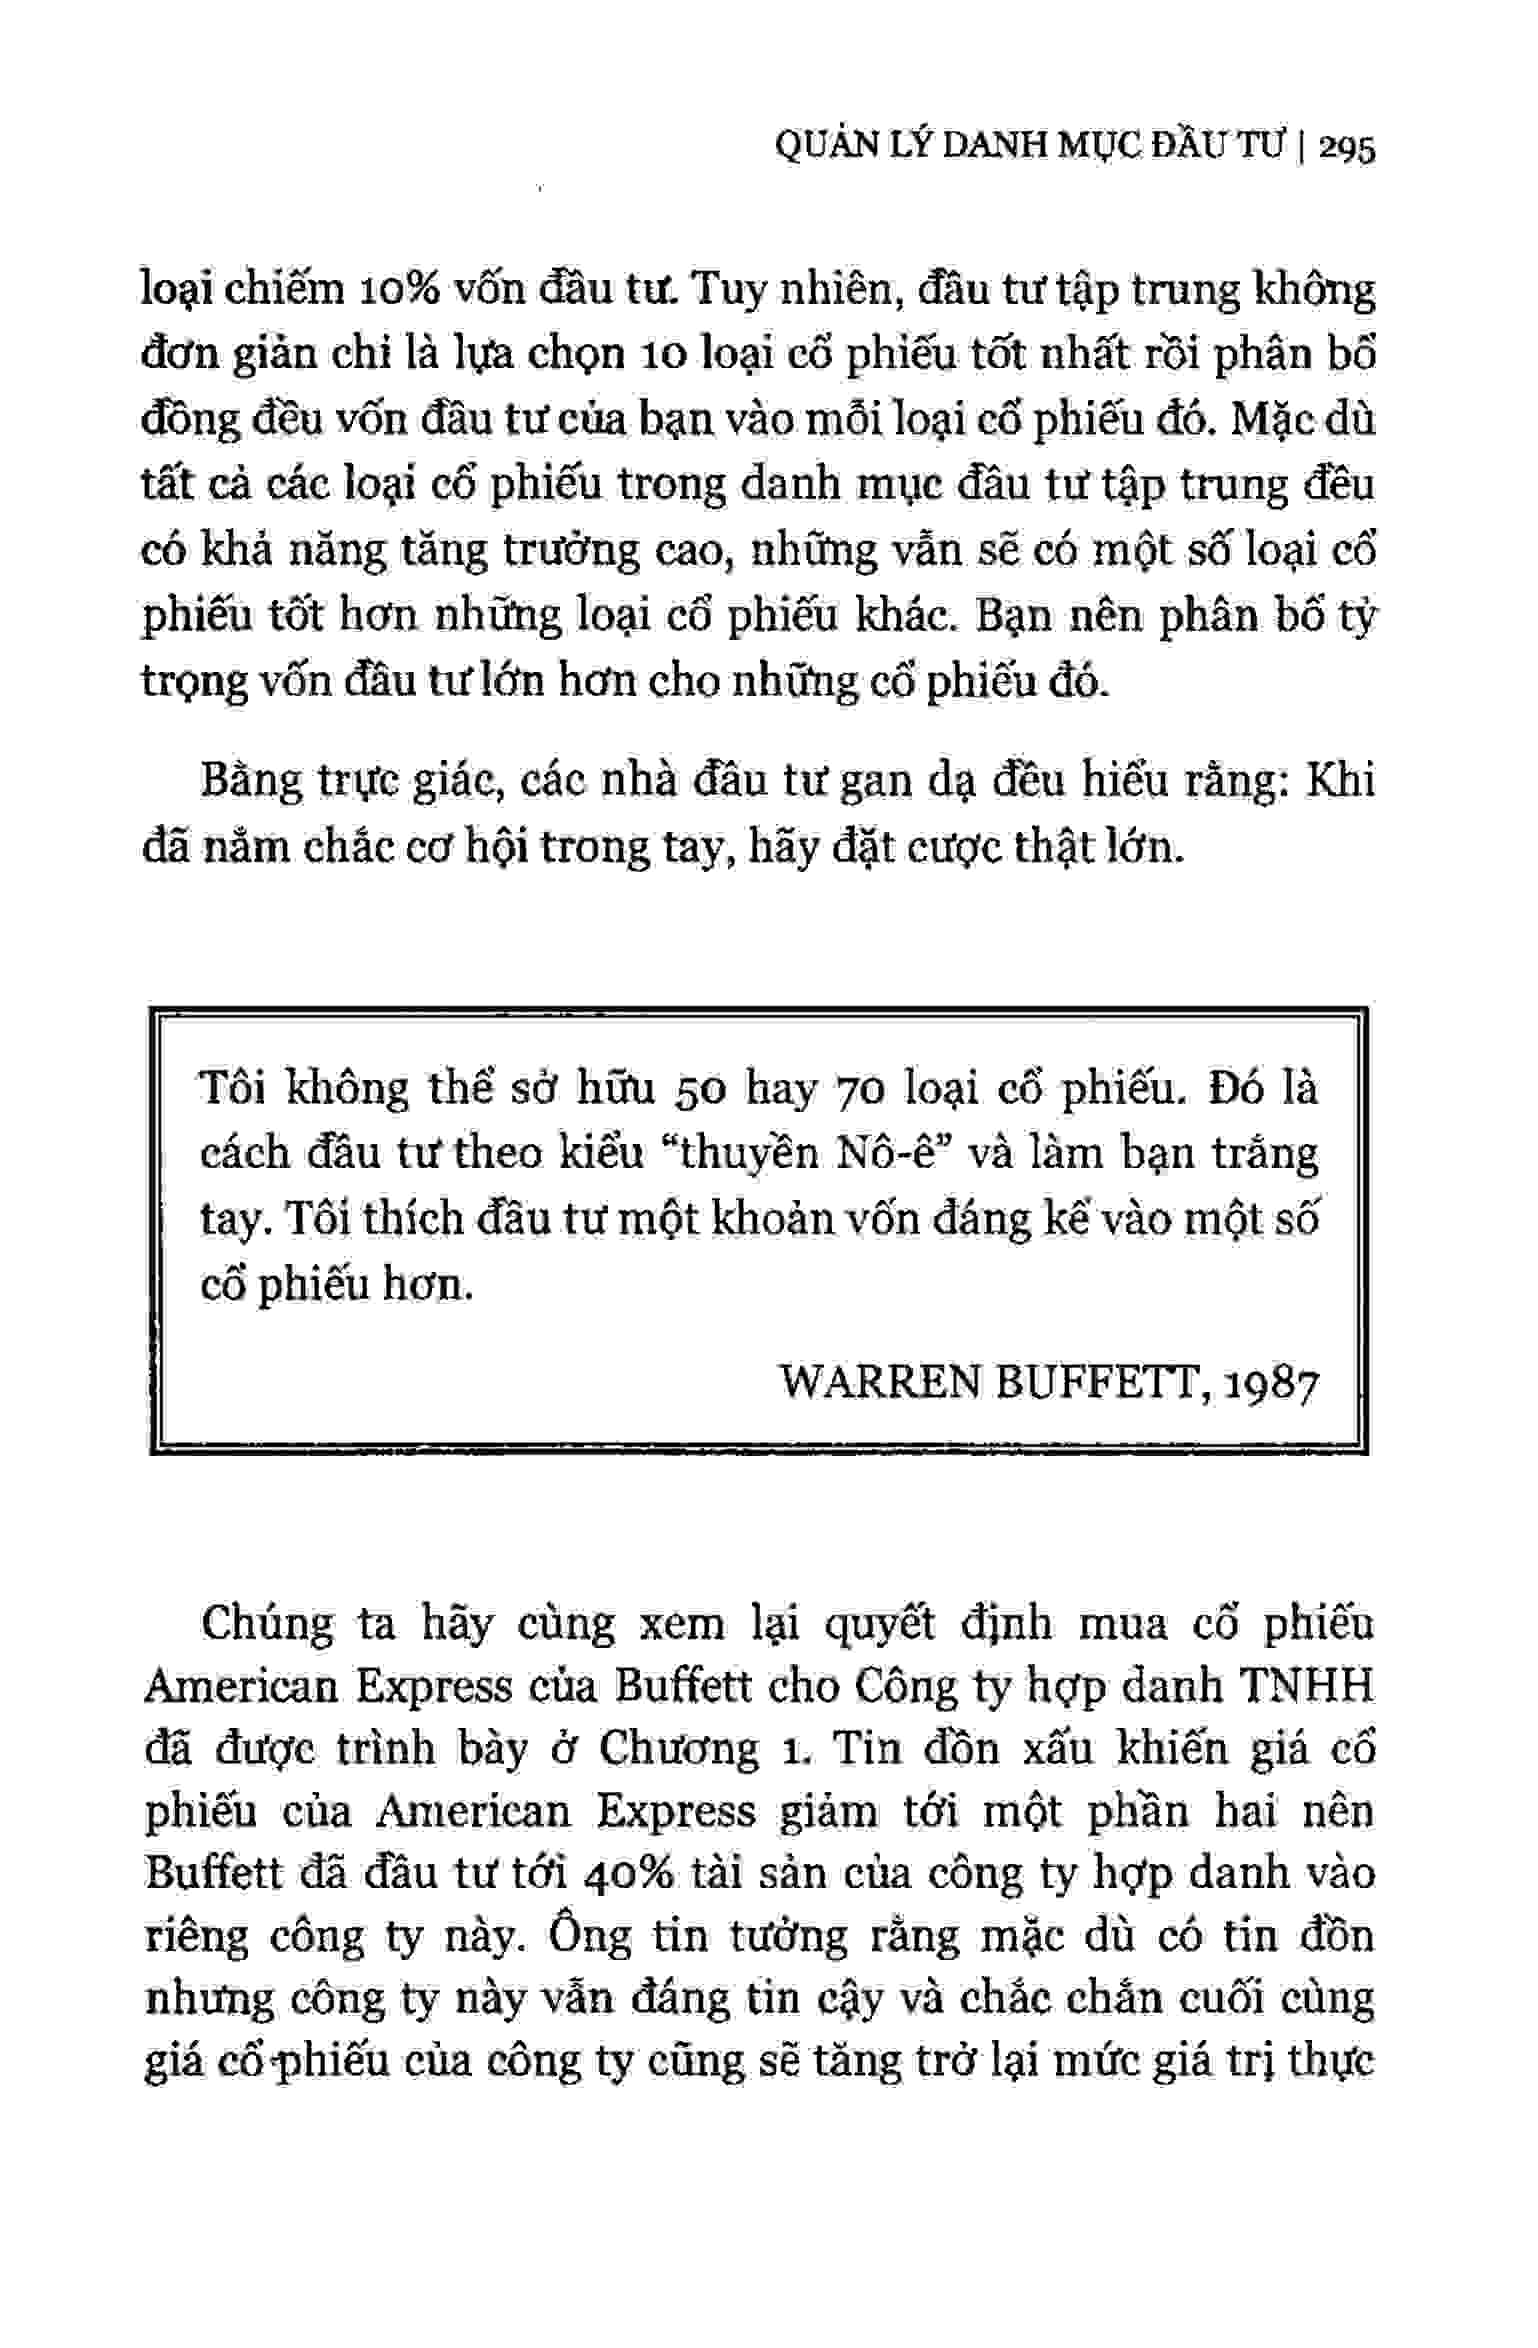 QUẢN LÝ DANH MỤC ĐẦU TƯ | 295
loại chiếm 10% vốn đầu tư. Tuy nhiên, đầu tư tập trung không
đơn giản chỉ là lựa chọn 10 loại cổ phiếu tốt nhất rồi phân bổ
đồng đều vốn đầu tư của bạn vào mỗi loại cổ phiếu đó. Mặc dù
tất cả các loại cổ phiếu trong danh mục đầu tư tập trung đều
có khả năng tăng trưởng cao, những vẫn sẽ có một số loại cổ
phiếu tốt hơn những loại cổ phiếu khác. Bạn nên phân bổ tỷ
trọng vốn đầu tư lớn hơn cho những cổ phiếu đó.
Bằng trực giác, các nhà đầu tư gan dạ đều hiểu rằng: Khi
đã nắm chắc cơ hội trong tay, hãy đặt cược thật lớn.
Tôi không thể sở hữu 50 hay 70 loại cổ phiếu. Đó là
cách đầu tư theo kiểu “thuyền Nô-ê” và làm bạn trắng
tay. Tôi thích đầu tư một khoản vốn đáng kể vào một số
cổ phiếu hơn.
WARREN BUFFETT, 1987
Chúng ta hãy cùng xem lại quyết định mua cổ phiếu
American Express của Buffett cho Công ty hợp danh TNHH
đã được trình bày ở Chương 1. Tin đồn xấu khiến giá cổ
phiếu của American Express giảm tới một phần hai nên
Buffett đã đầu tư tới 40% tài sản của công ty hợp danh vào
riêng công ty này. Ông tin tưởng rằng mặc dù có tin đồn
nhưng công ty này vẫn đáng tin cậy và chắc chắn cuối cùng
giá cổ phiếu của công ty cũng sẽ tăng trở lại mức giá trị thực